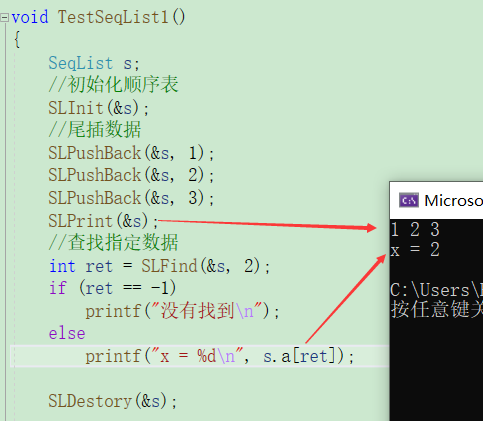 void TestSeqList1()
{
SeqList s;
//初始化顺序表
SLInit(&s);
//尾插数据
SLPushBack(&s, 1);
SLPushBack(&s, 2);
SLPushBack(&s, 3);
SLPrint(&s);
//查找指定数据
int ret = SLFind(&s, 2);
if (ret == -1)
printf("没有找到\n");
else
printf("x = %d\n", s.a[ret]);
SLDestory(&s);
Microso
1 2 3
x = 2
C:\Users\
按任意键关